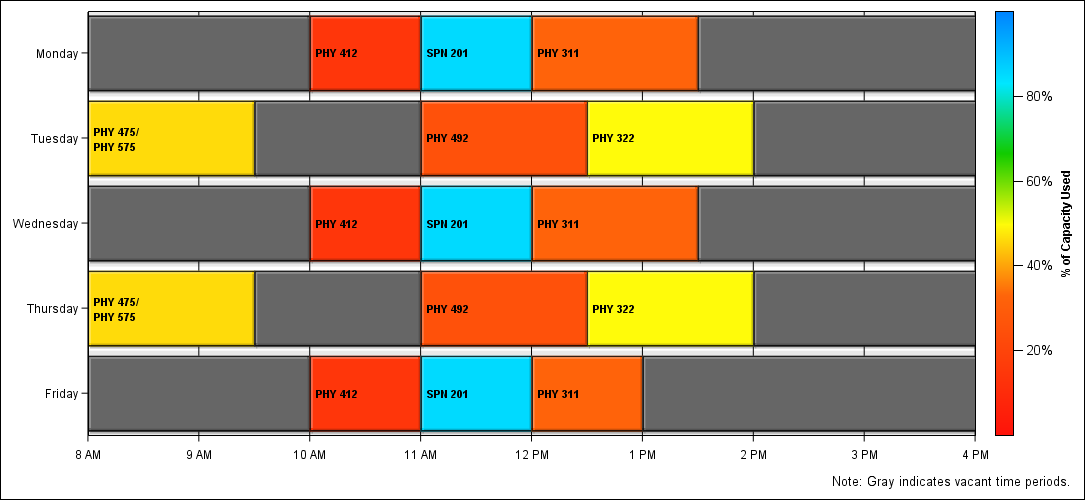 Monday
PHY 412
SPN 201
PHY 311
80%
Tuesday
PHY 475/
PHY 575
PHY 492
PHY 322
60%
Wednesday
PHY 412
SPN 201
PHY 311
% of Capacity Used
40%
Thursday
PHY 475/
PHY 575
PHY 492
PHY 322
20%
Friday
PHY 412
SPN 201
PHY 311
8 AM
9 AM
10 AM
11 AM
12 PM
1 PM
2 PM
3 PM
4 PM
Note: Gray indicates vacant time periods.